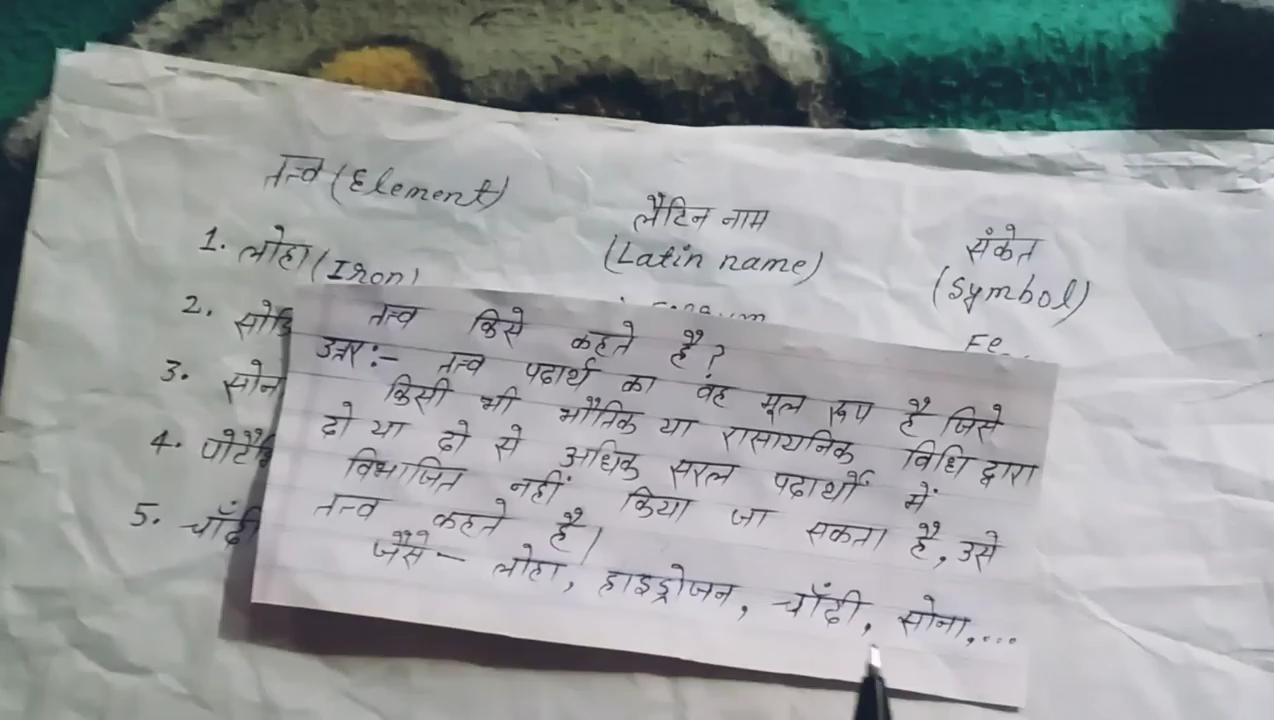 तत्व (Element)
लैटिन नाम
(Latin name)
संकेत
(Symbol)
1. लोहा (Iron)
Fe
2.
3.
4.
5. चाँदी
तत्व किसे कहते है?
उत्तर:- तत्व पदार्थ का वह मूल रूप है जिसे
किसी भी भौतिक या रासायनिक विधि द्वारा
दो या दो से अधिक सरल पदार्थों में
विभाजित नहीं किया जा सकता है, उसे
तत्व कहते है।
जैसे - लोहा, हाइड्रोजन, चाँदी, सोना,...